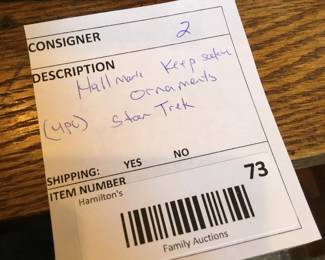 CONSIGNER 2
DESCRIPTION
Hallmark Keepsake
ornaments
(4pc) Star Trek
SHIPPING: YES NO
ITEM NUMBER 73
Hamilton's
Family Auctions